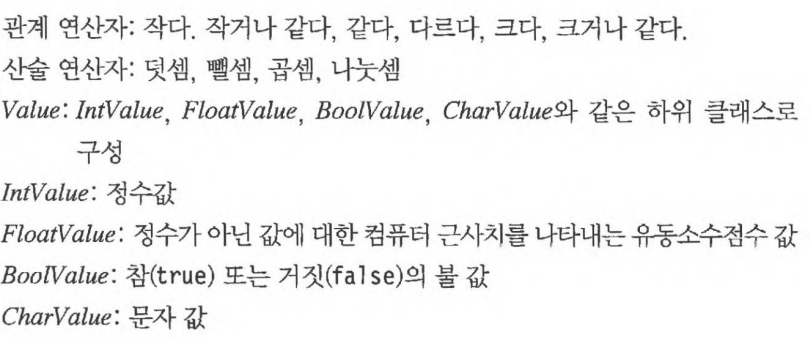 관계 연산자: 작다. 작거나 같다, 같다, 다르다, 크다, 크거나 같다.
산술 연산자: 덧셈, 뺄셈, 곱셈, 나눗셈
Value: IntValue, FloatValue, BoolValue, CharValue와 같은 하위 클래스로
구성
IntValue: 정수값
FloatValue: 정수가 아닌 값에 대한 컴퓨터 근사치를 나타내는 유동소수점수 값
BoolValue: 참(true) 또는 거짓(false)의 불 값
CharValue: 문자 값